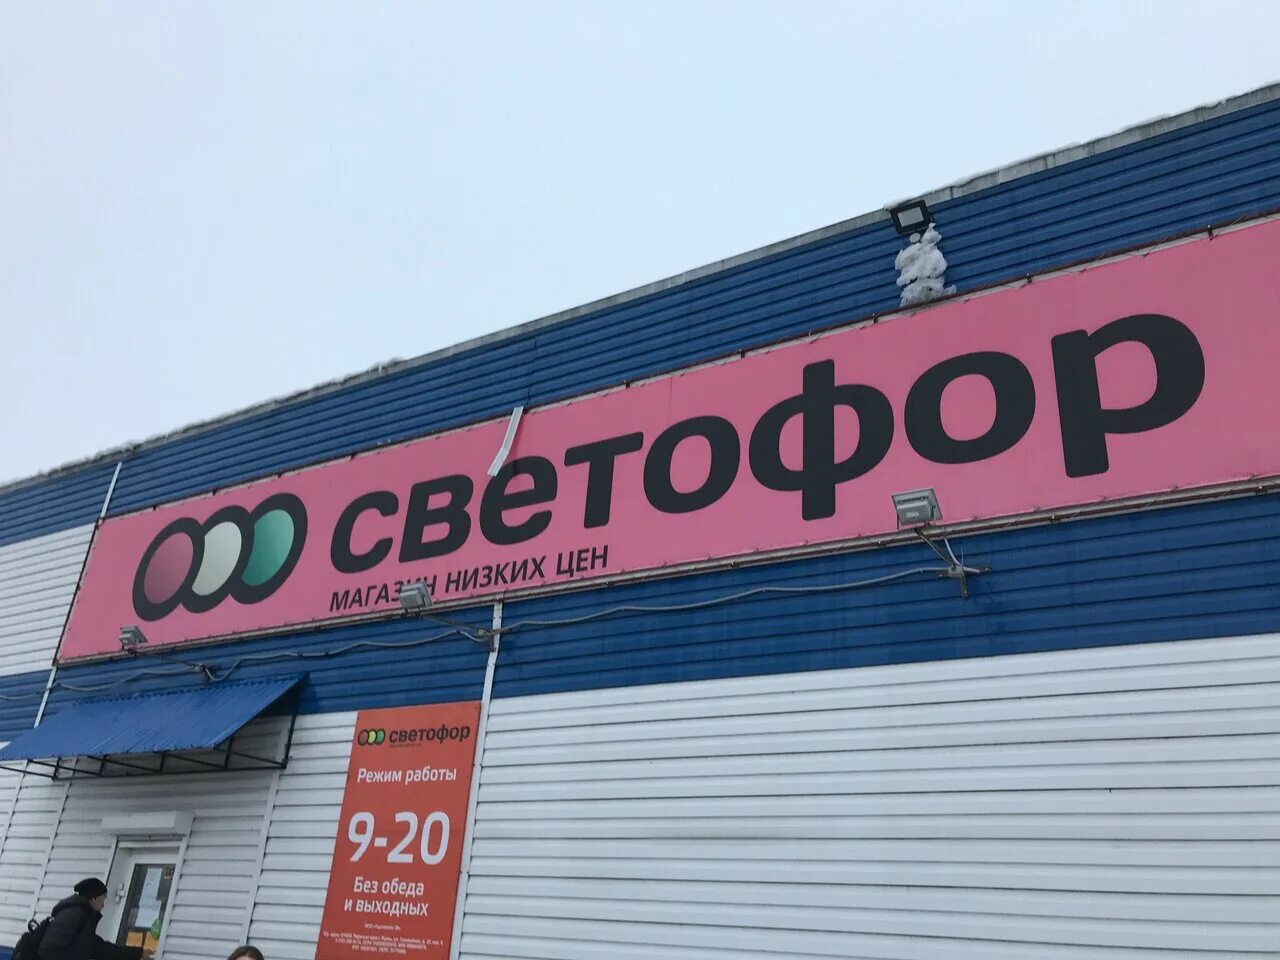 светофор
МАГАЗИН НИЗКИХ ЦЕН
светофор
Режим работы
9-20
Без обеда
и выходных